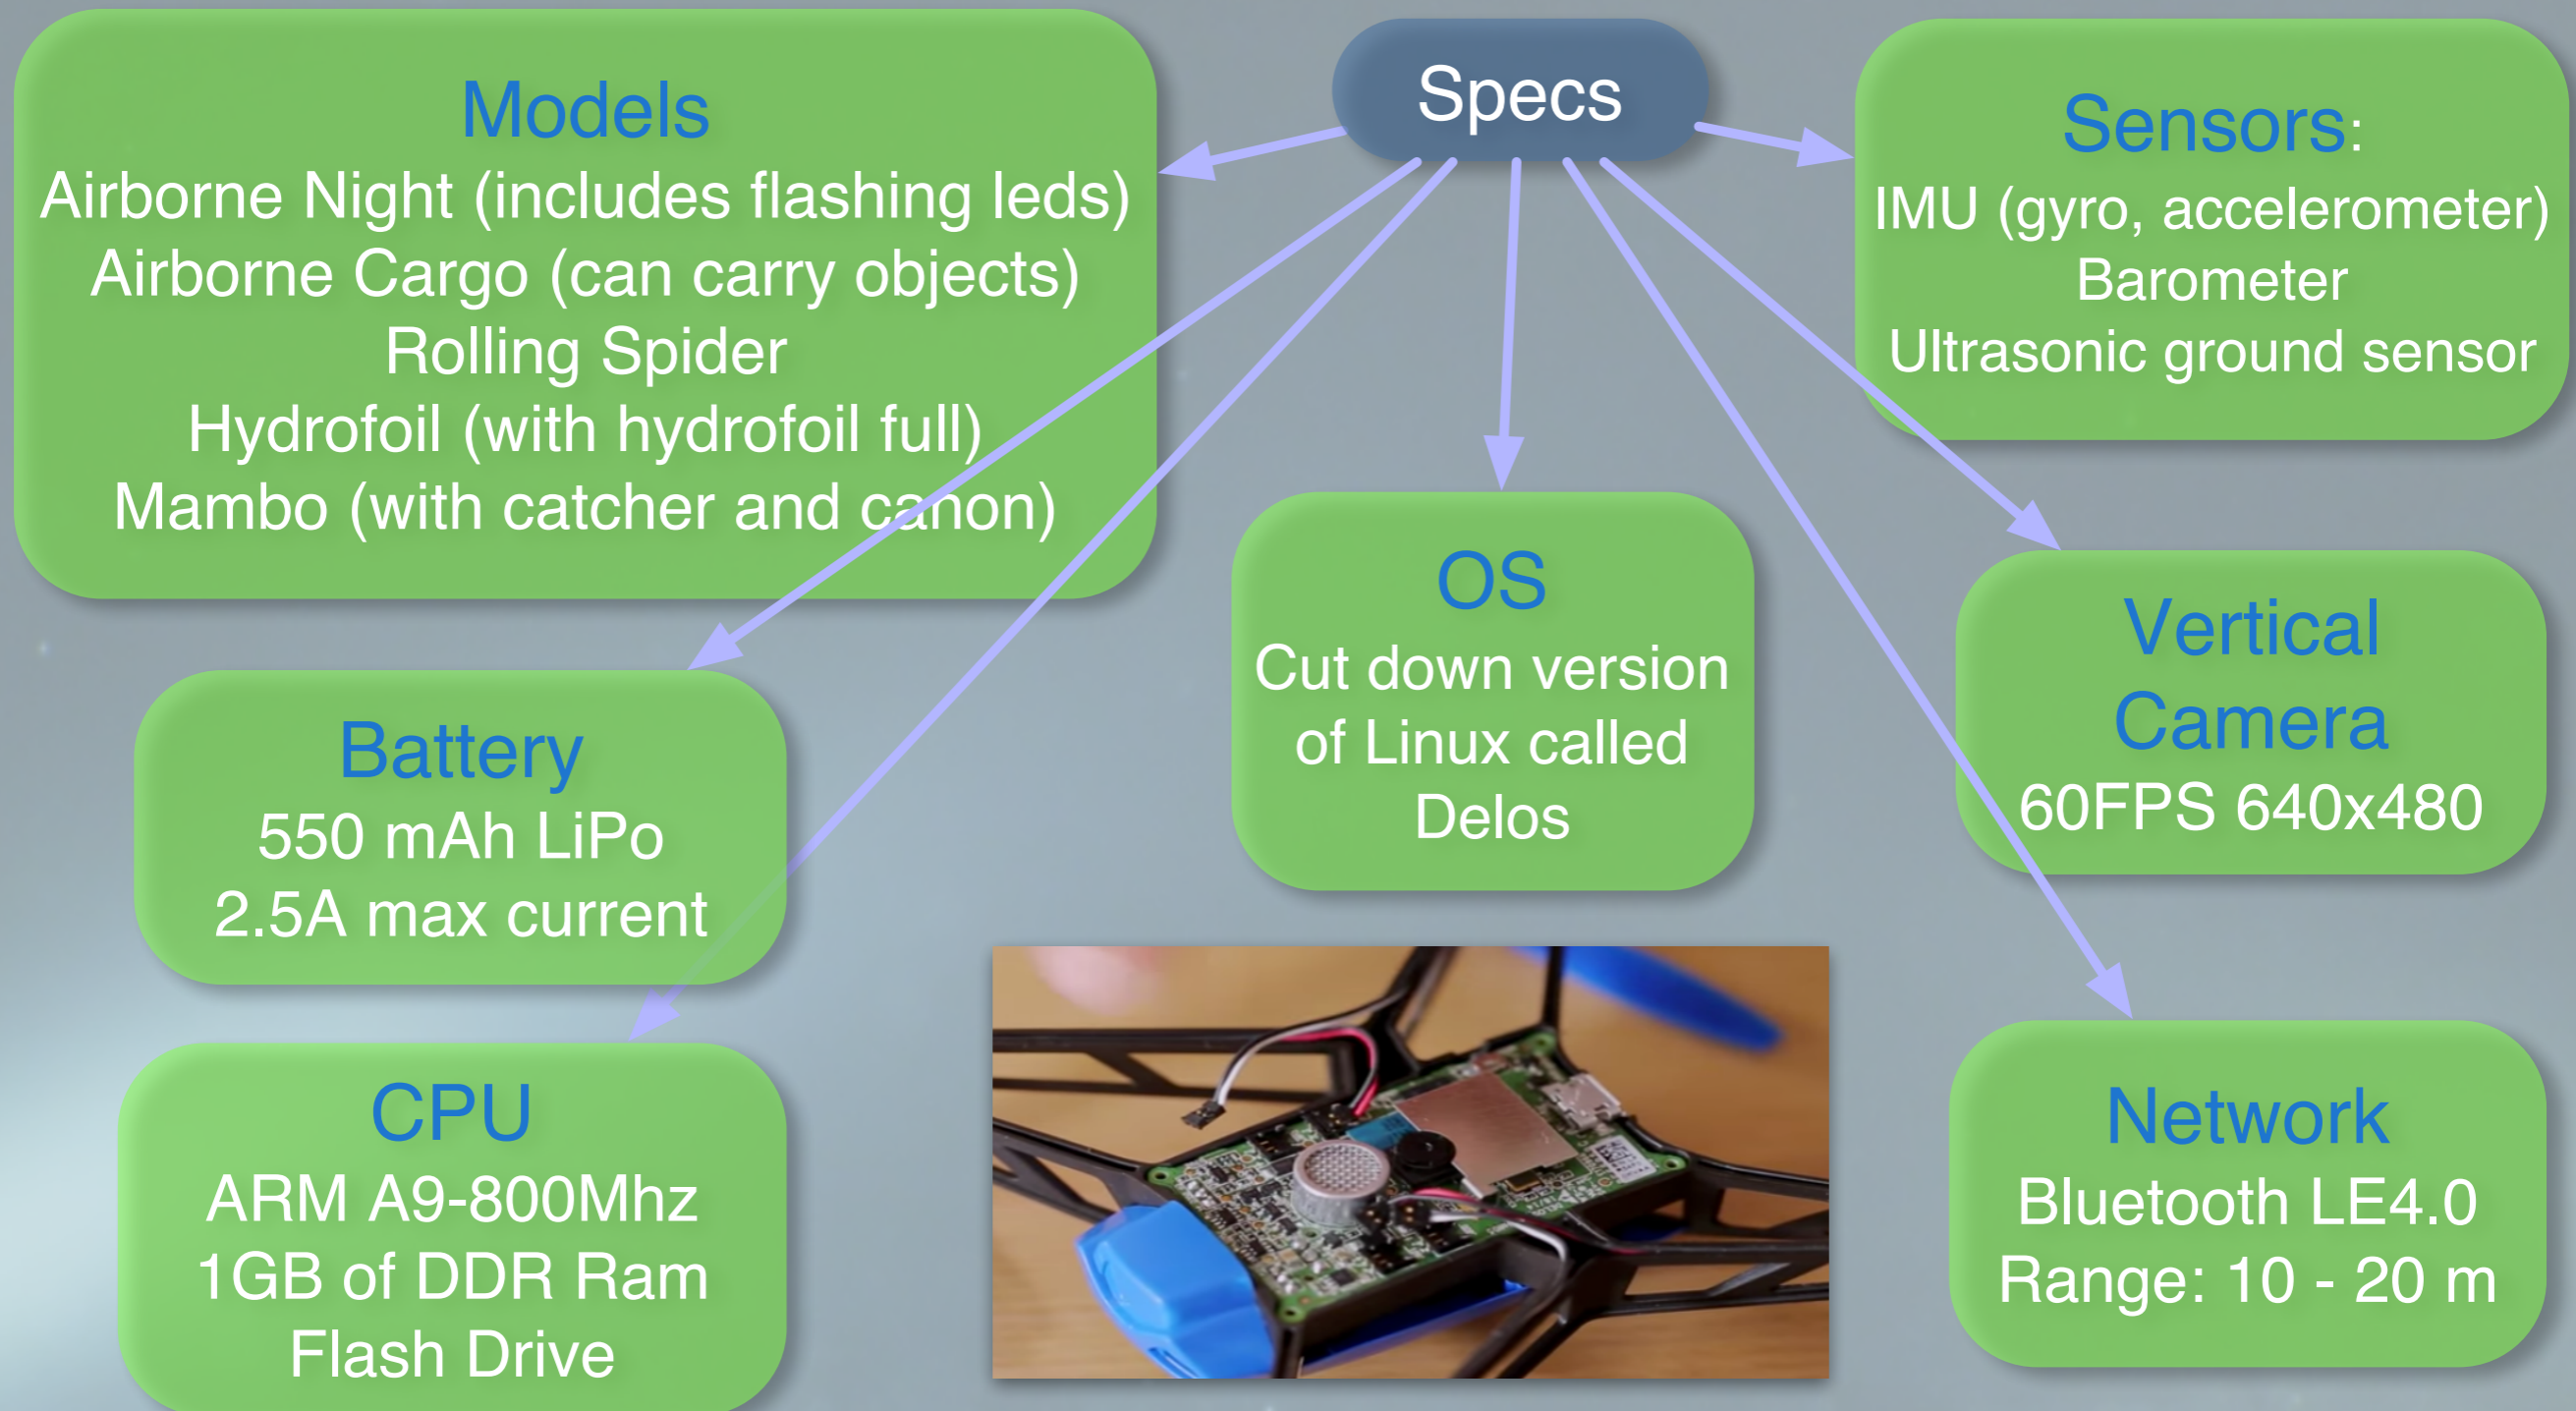 Specs
Models
Airborne Night (includes flashing leds)
Airborne Cargo (can carry objects)
Rolling Spider
Hydrofoil (with hydrofoil full)
Mambo (with catcher and canon)
Sensors:
IMU (gyro, accelerometer)
Barometer
Ultrasonic ground sensor
OS
Cut down version
of Linux called
Delos
Vertical
Camera
60FPS 640x480
Battery
550 mAh LiPo
2.5A max current
CPU
ARM A9-800Mhz
1GB of DDR Ram
Flash Drive
Network
Bluetooth LE4.0
Range: 10 - 20 m